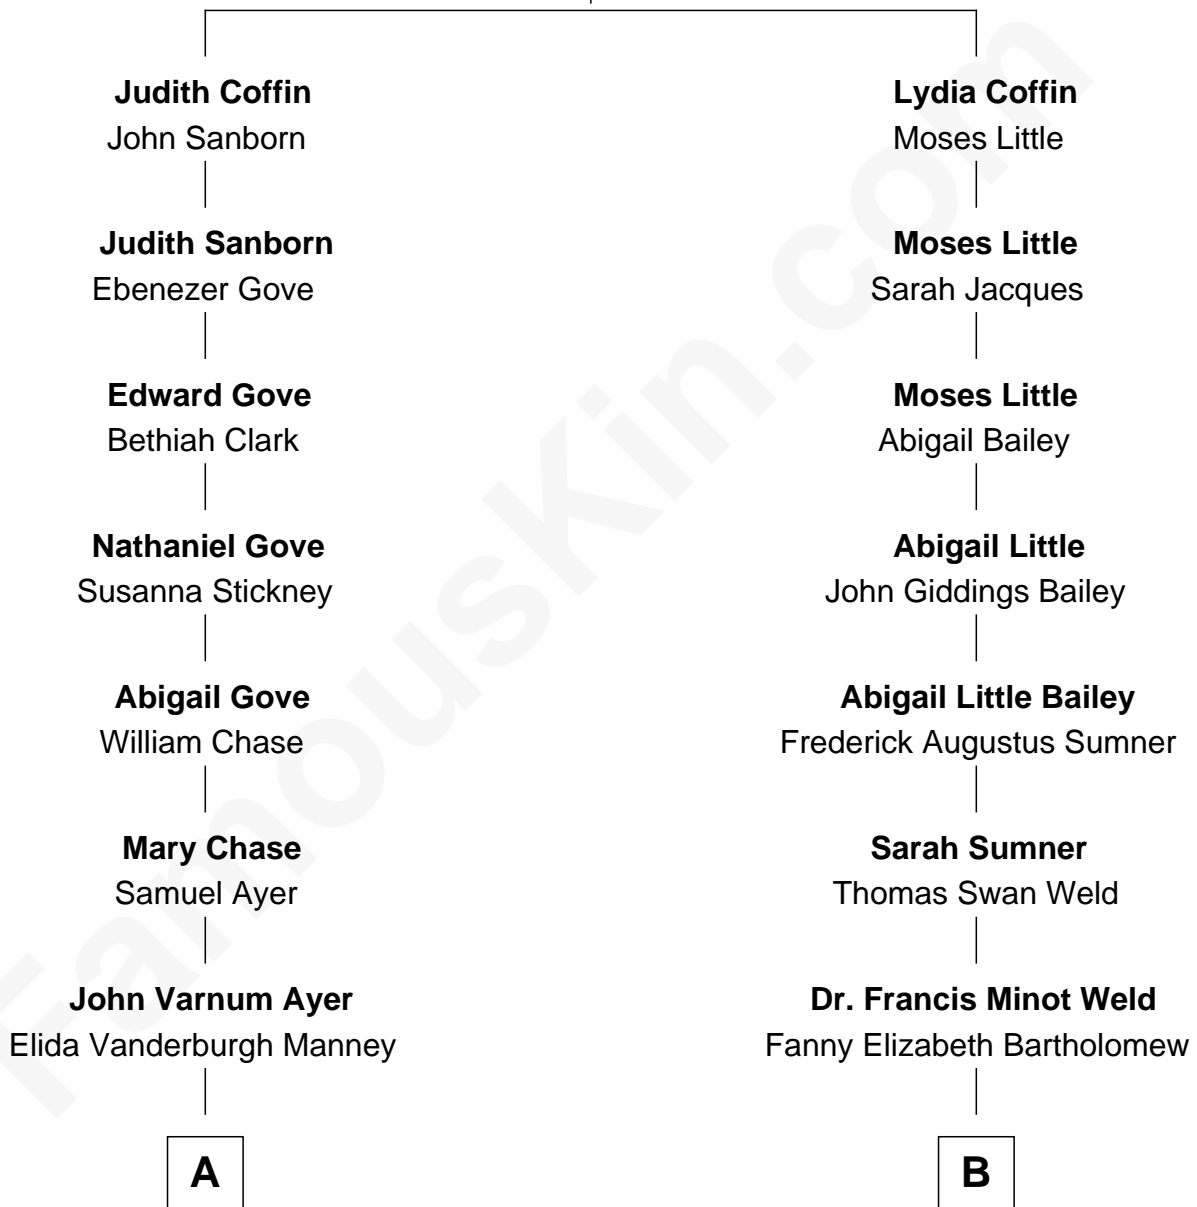 Judith Coffin
John Sanborn
Judith Sanborn
Ebenezer Gove
Edward Gove
Bethiah Clark
Nathaniel Gove
Susanna Stickney
Abigail Gove
William Chase
Mary Chase
Samuel Ayer
John Varnum Ayer
Elida Vanderburgh Manney
A
Lydia Coffin
Moses Little
Moses Little
Sarah Jacques
Moses Little
Abigail Bailey
Abigail Little
John Giddings Bailey
Abigail Little Bailey
Frederick Augustus Sumner
Sarah Sumner
Thomas Swan Weld
Dr. Francis Minot Weld
Fanny Elizabeth Bartholomew
B
FamousKin.com